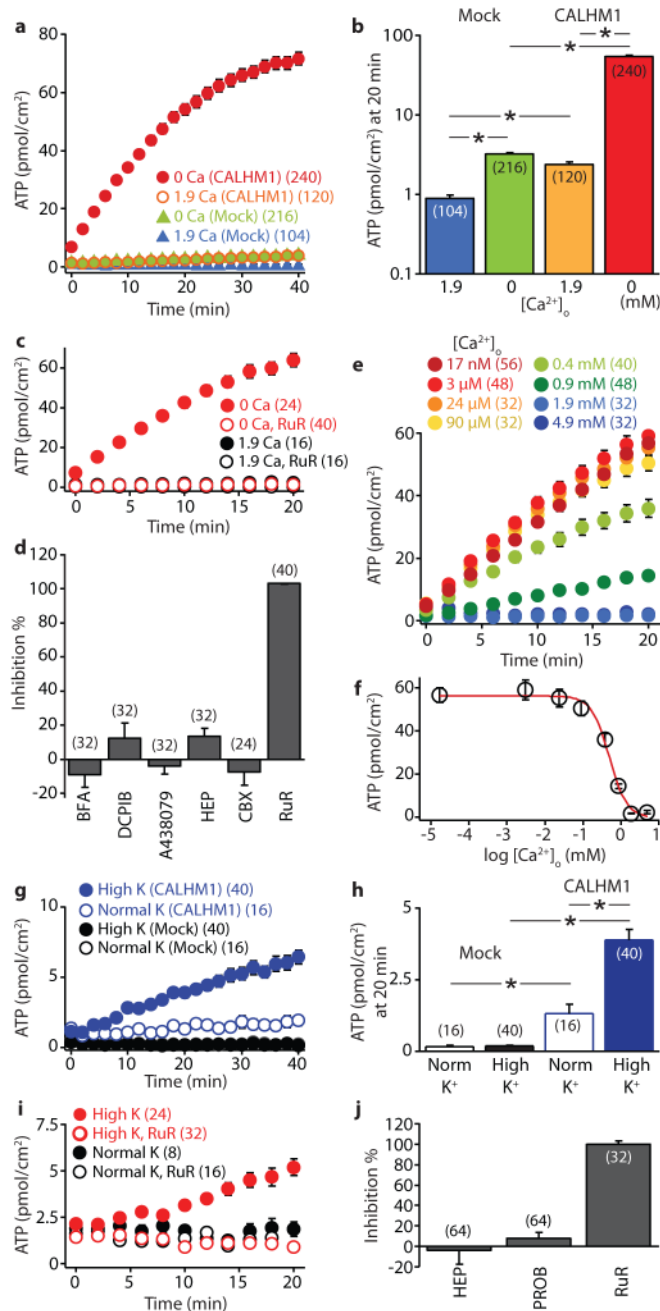 a
ATP (pmol/cm²)
80
60
40
20
0
0 Ca (CALHM1) (240)
1.9 Ca (CALHM1) (120)
0 Ca (Mock) (216)
1.9 Ca (Mock) (104)
0 10 20 30 40
Time (min)
b
Mock CALHM1
ATP (pmol/cm²) at 20 min
100
10
1
0.1
*
*
*
*
(104)
(216)
(120)
(240)
1.9 0 1.9 0
[Ca²⁺]ₒ (mM)
c
ATP (pmol/cm²)
80
60
40
20
0
0 Ca (24)
0 Ca, RuR (40)
1.9 Ca (16)
1.9 Ca, RuR (16)
0 5 10 15 20
Time (min)
d
Inhibition %
120
100
80
60
40
20
0
-20
(32)
(32)
(32)
(32)
(24)
(40)
BFA
DCPIB
A438079
HEP
CBX
RuR
e
[Ca²⁺]ₒ
17 nM (56) 0.4 mM (40)
3 µM (48) 0.9 mM (48)
24 µM (32) 1.9 mM (32)
90 µM (32) 4.9 mM (32)
ATP (pmol/cm²)
60
40
20
0
0 5 10 15 20
Time (min)
f
ATP (pmol/cm²)
60
40
20
0
-5 -4 -3 -2 -1 0 1
log [Ca²⁺]ₒ (mM)
g
ATP (pmol/cm²)
10
5
0
High K (CALHM1) (40)
Normal K (CALHM1) (16)
High K (Mock) (40)
Normal K (Mock) (16)
0 10 20 30 40
Time (min)
h
CALHM1
Mock
ATP (pmol/cm²)
at 20 min
5
2.5
0
*
*
*
(16)
(40)
(16)
(40)
Norm High Norm High
K⁺ K⁺ K⁺ K⁺
i
ATP (pmol/cm²)
7.5
5
2.5
0
High K (24)
High K, RuR (32)
Normal K (8)
Normal K, RuR (16)
0 5 10 15 20
Time (min)
j
Inhibition %
120
100
80
60
40
20
0
-20
(64)
(64)
(32)
HEP
PROB
RuR